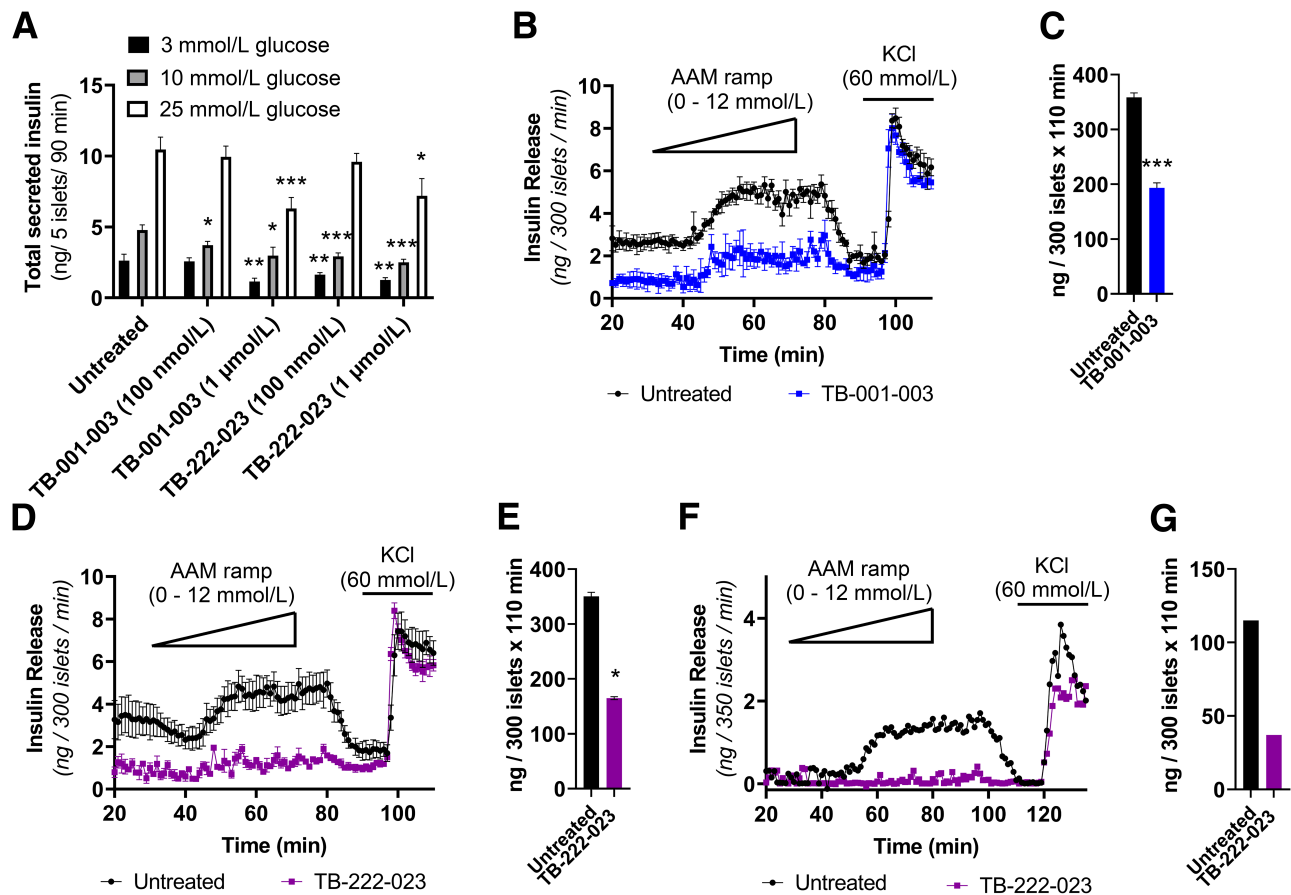 A
3 mmol/L glucose
10 mmol/L glucose
25 mmol/L glucose
Total secreted insulin
(ng/ 5 islets/ 90 min)
15
10
5
0
* *** *
* *** ***
** ** **
Untreated
TB-001-003 (100 nmol/L)
TB-001-003 (1 µmol/L)
TB-222-023 (100 nmol/L)
TB-222-023 (1 µmol/L)
B
AAM ramp
(0 - 12 mmol/L)
KCl
(60 mmol/L)
Insulin Release
(ng / 300 islets / min)
10
8
6
4
2
0
20 40 60 80 100
Time (min)
Untreated TB-001-003
C
ng / 300 islets x 110 min
400
300
200
100
0
***
Untreated
TB-001-003
D
AAM ramp
(0 - 12 mmol/L)
KCl
(60 mmol/L)
Insulin Release
(ng / 300 islets / min)
10
8
6
4
2
0
20 40 60 80 100
Time (min)
Untreated TB-222-023
E
ng / 300 islets x 110 min
400
300
200
100
0
*
Untreated
TB-222-023
F
AAM ramp
(0 - 12 mmol/L)
KCl
(60 mmol/L)
Insulin Release
(ng / 350 islets / min)
4
2
0
20 40 60 80 100 120
Time (min)
Untreated TB-222-023
G
ng / 300 islets x 110 min
150
100
50
0
Untreated
TB-222-023